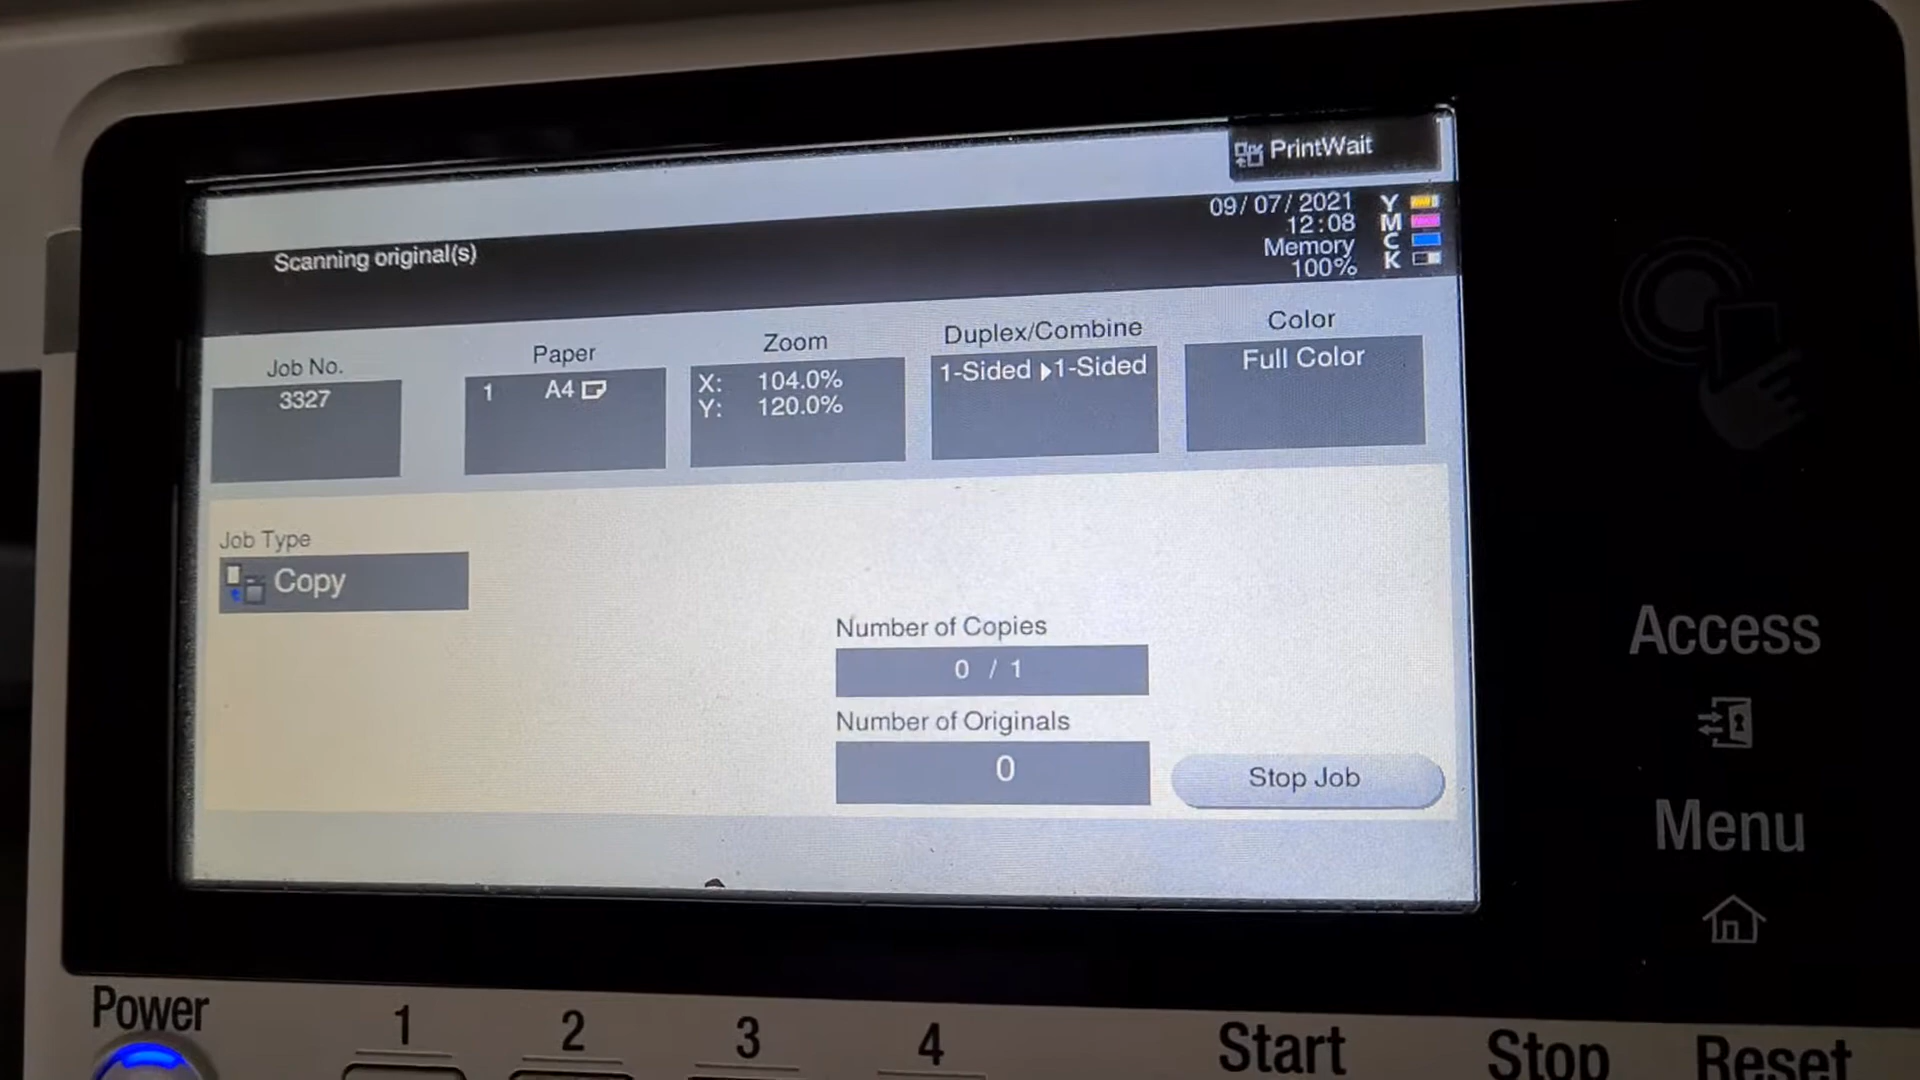 PrintWait
09/07/2021
12:08
Memory
100%
Y
M
C
K
Scanning original(s)
Job No.
3327
Paper
1 A4
Zoom
X: 104.0%
Y: 120.0%
Duplex/Combine
1-Sided ▶1-Sided
Color
Full Color
Job Type
Copy
Number of Copies
0 / 1
Number of Originals
0
Stop Job
Access
Menu
Power
1
2
3
4
Start
Stop
Reset